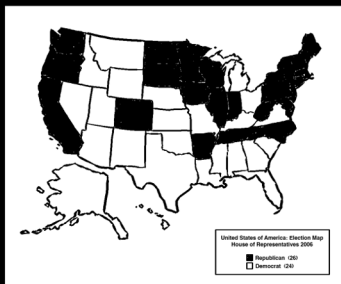 United States of America: Election Map
House of Representatives 2006
Republican (26)
Democrat (24)